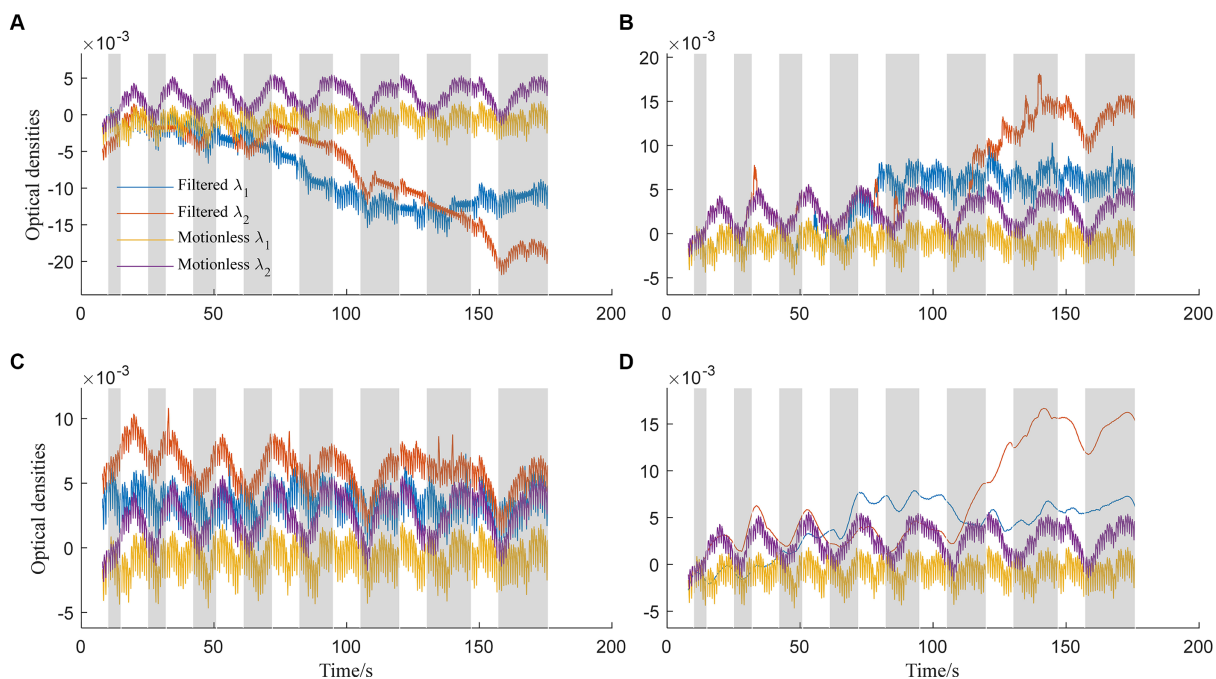 A
×10⁻³
5
0
-5
-10
-15
-20
Optical densities
Filtered λ₁
Filtered λ₂
Motionless λ₁
Motionless λ₂
0 50 100 150 200
B
×10⁻³
20
15
10
5
0
-5
0 50 100 150 200
C
×10⁻³
10
5
0
-5
Optical densities
0 50 100 150 200
Time/s
D
×10⁻³
15
10
5
0
-5
0 50 100 150 200
Time/s